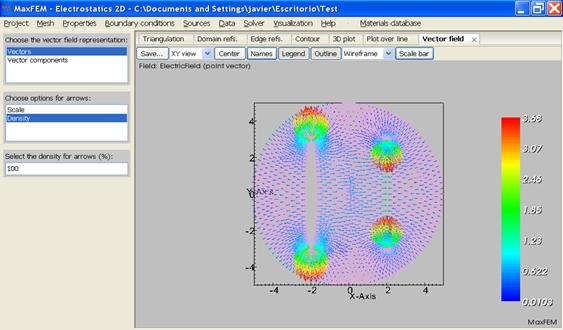 MaxFEM - Electrostatics 2D - C:\Documents and Settings\javier\Escritorio\Test
Project Mesh Properties Boundary conditions Sources Data Solver Visualization Help Materials database
Choose the vector field representation:
Vectors
Vector components
Choose options for arrows:
Scale
Density
Select the density for arrows (%):
100
Triangulation Domain refs. Edge refs. Contour 3D plot Plot over line Vector field
Save... XY view Center Names Legend Outline Wireframe Scale bar
Field: ElectricField (point vector)
4
2
0
-2
-4
Y-Axis
-4 -2 0 2 4
X-Axis
3.68
3.07
2.46
1.85
1.23
0.622
0.0103
MaxFEM